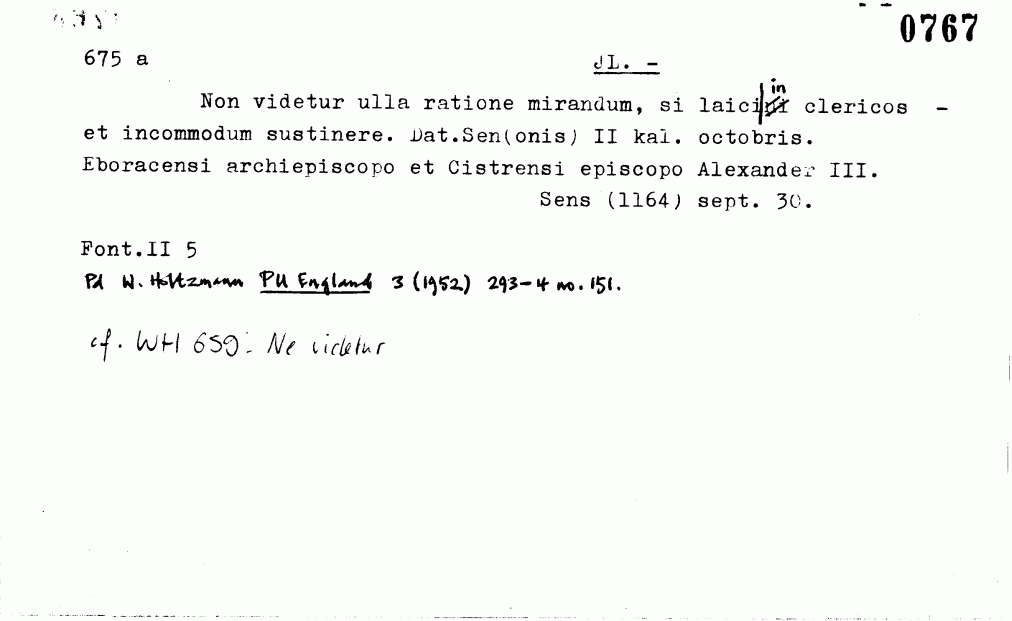 0767
675 a JL. -
Non videtur ulla ratione mirandum, si laici in clericos -
et incommodum sustinere. Dat.Sen(onis) II kal. octobris.
Eboracensi archiepiscopo et Cistrensi episcopo Alexander III.
Sens (1164) sept. 30.
Font.II 5
Pd W. Holtzmann PU England 3 (1952) 293-4 no. 151.
cf. WH 659: Ne videtur